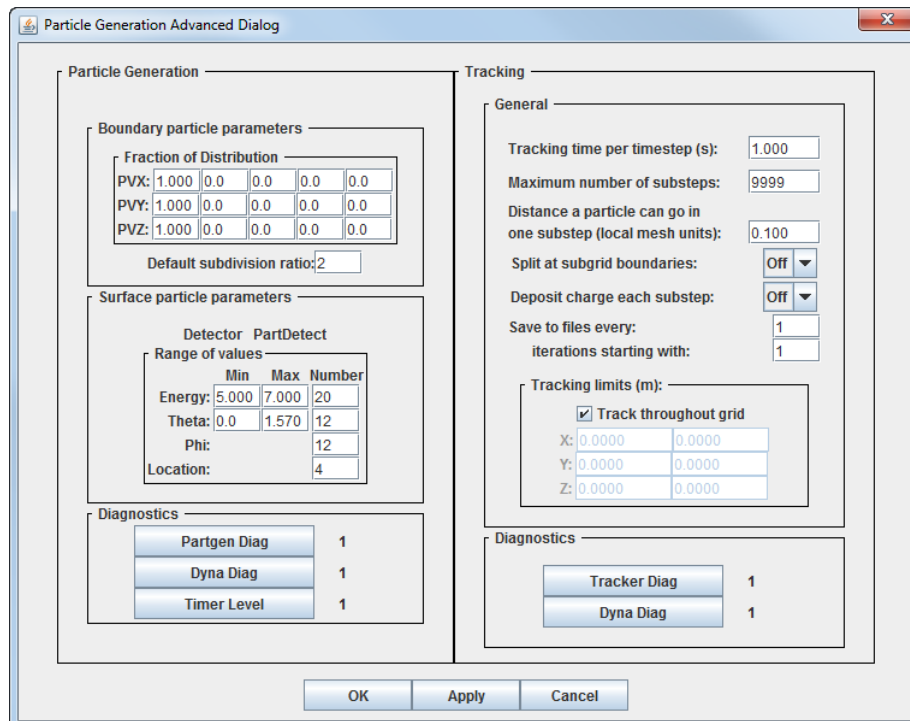 Particle Generation Advanced Dialog
Particle Generation
Boundary particle parameters
Fraction of Distribution
PVX: 1.000 0.0 0.0 0.0 0.0
PVY: 1.000 0.0 0.0 0.0 0.0
PVZ: 1.000 0.0 0.0 0.0 0.0
Default subdivision ratio: 2
Surface particle parameters
Detector PartDetect
Range of values
Min Max Number
Energy: 5.000 7.000 20
Theta: 0.0 1.570 12
Phi: 12
Location: 4
Diagnostics
Partgen Diag 1
Dyna Diag 1
Timer Level 1
Tracking
General
Tracking time per timestep (s): 1.000
Maximum number of substeps: 9999
Distance a particle can go in
one substep (local mesh units): 0.100
Split at subgrid boundaries: Off
Deposit charge each substep: Off
Save to files every: 1
iterations starting with: 1
Tracking limits (m):
Track throughout grid
X: 0.0000 0.0000
Y: 0.0000 0.0000
Z: 0.0000 0.0000
Diagnostics
Tracker Diag 1
Dyna Diag 1
OK Apply Cancel